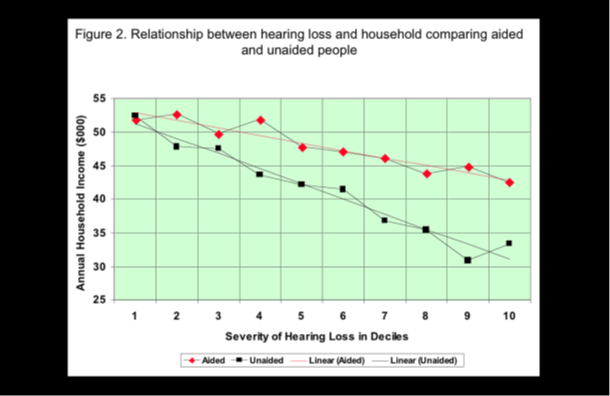 Figure 2. Relationship between hearing loss and household comparing aided
and unaided people
55
50
45
40
35
30
25
Annual Household Income ($000)
1 2 3 4 5 6 7 8 9 10
Severity of Hearing Loss in Deciles
Aided Unaided Linear (Aided) Linear (Unaided)